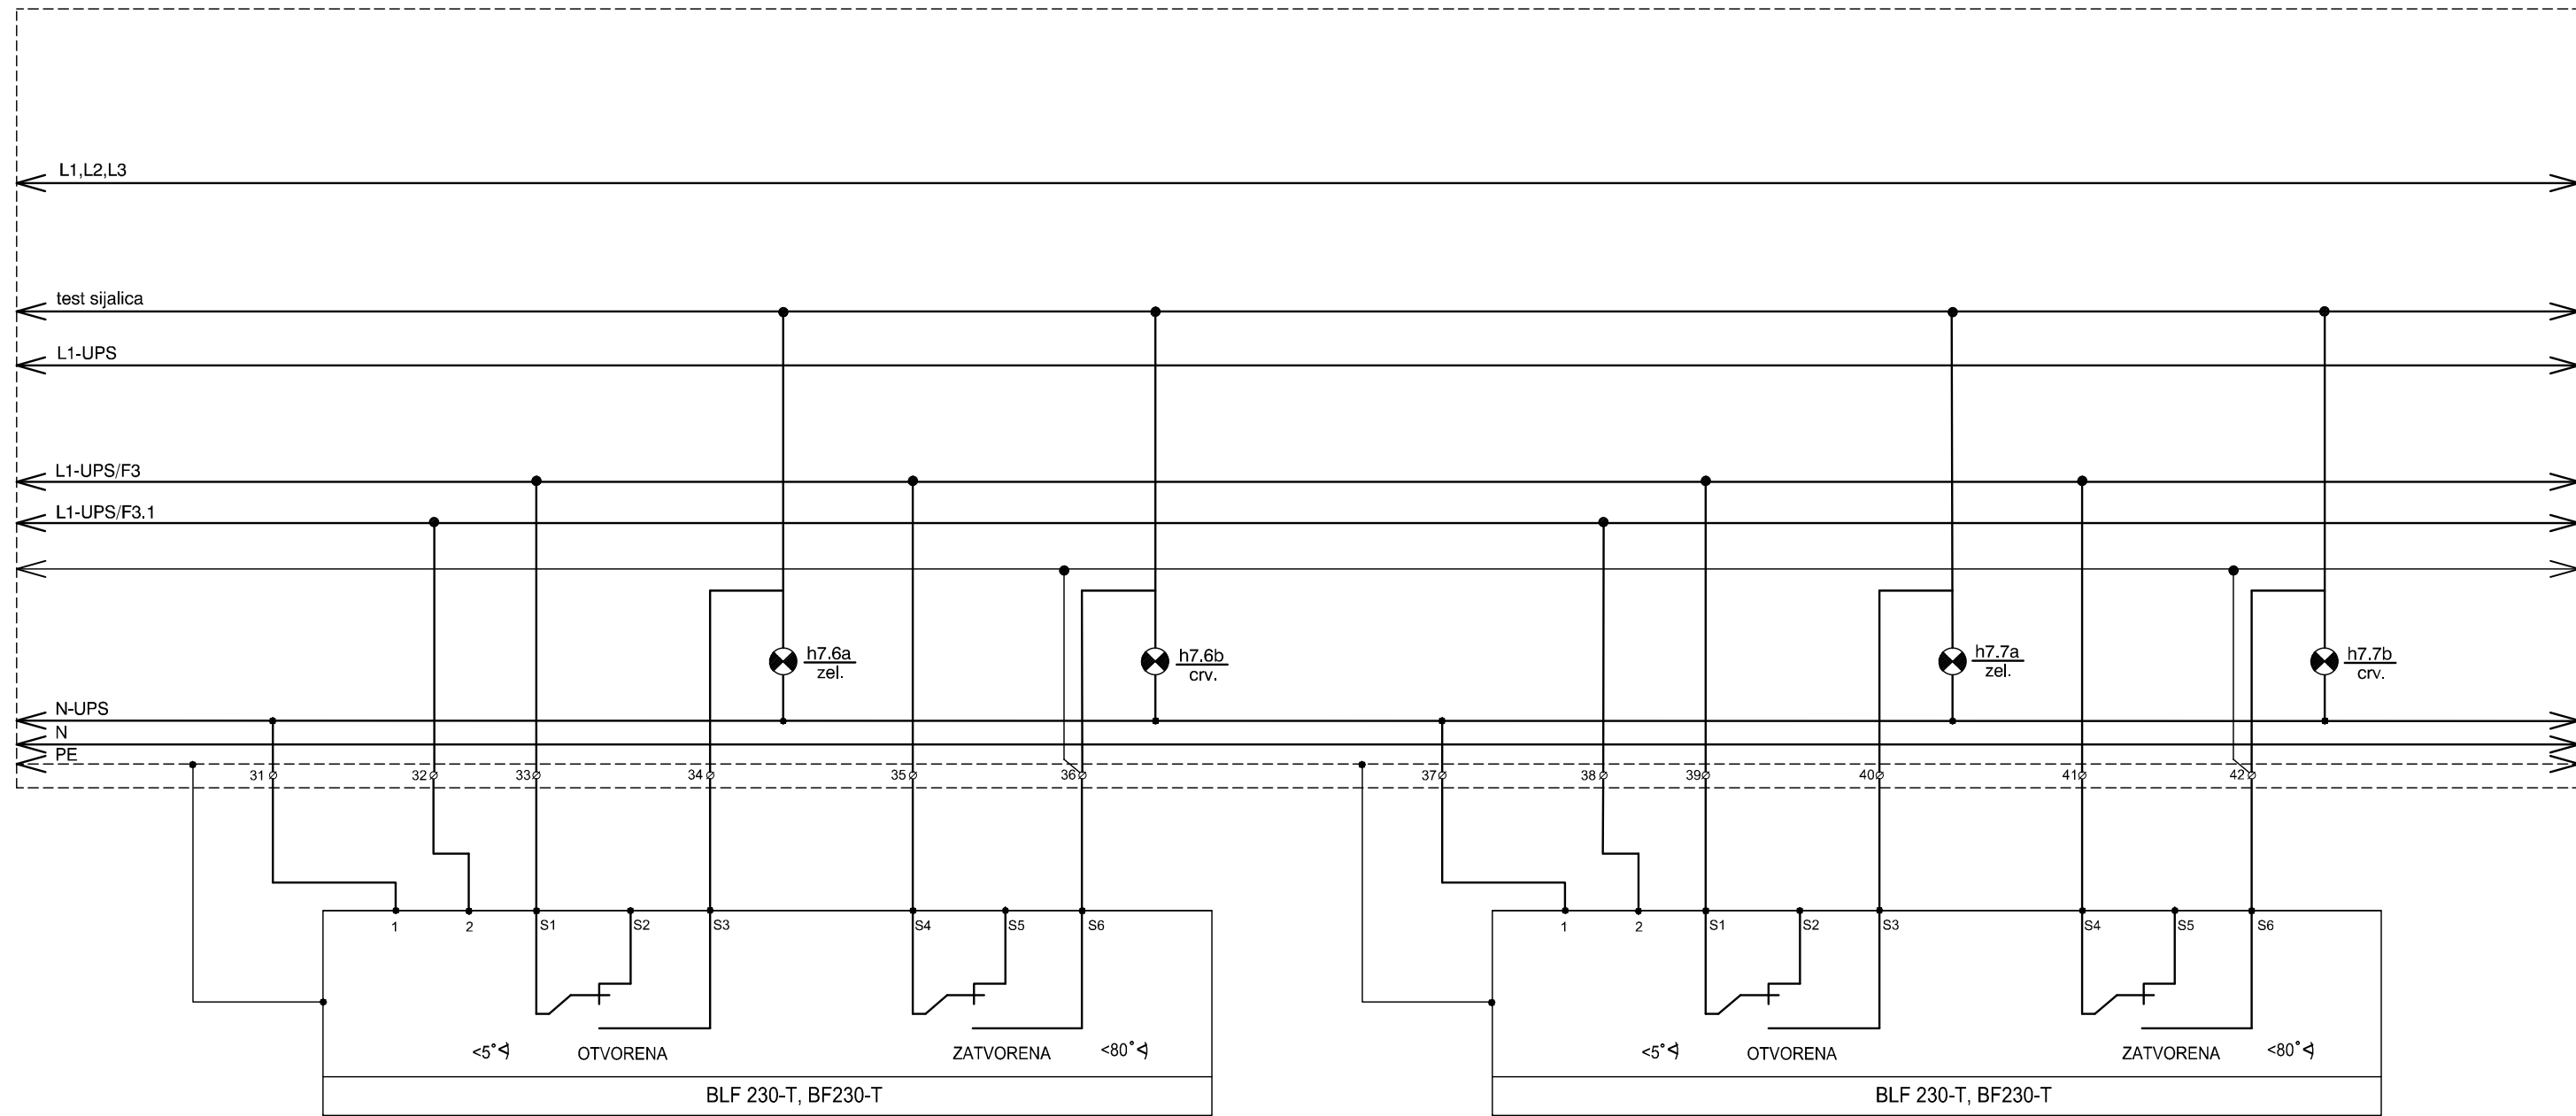 L1,L2,L3
test sijalica
L1-UPS
L1-UPS/F3
L1-UPS/F3.1
h7.6a
zel.
h7.6b
crv.
h7.7a
zel.
h7.7b
crv.
N-UPS
N
PE
31 32 33 34 35 36 37 38 39 40 41 42
1 2 S1 S2 S3 S4 S5 S6 1 2 S1 S2 S3 S4 S5 S6
<5° OTVORENA ZATVORENA <80° <5° OTVORENA ZATVORENA <80°
BLF 230-T, BF230-T BLF 230-T, BF230-T